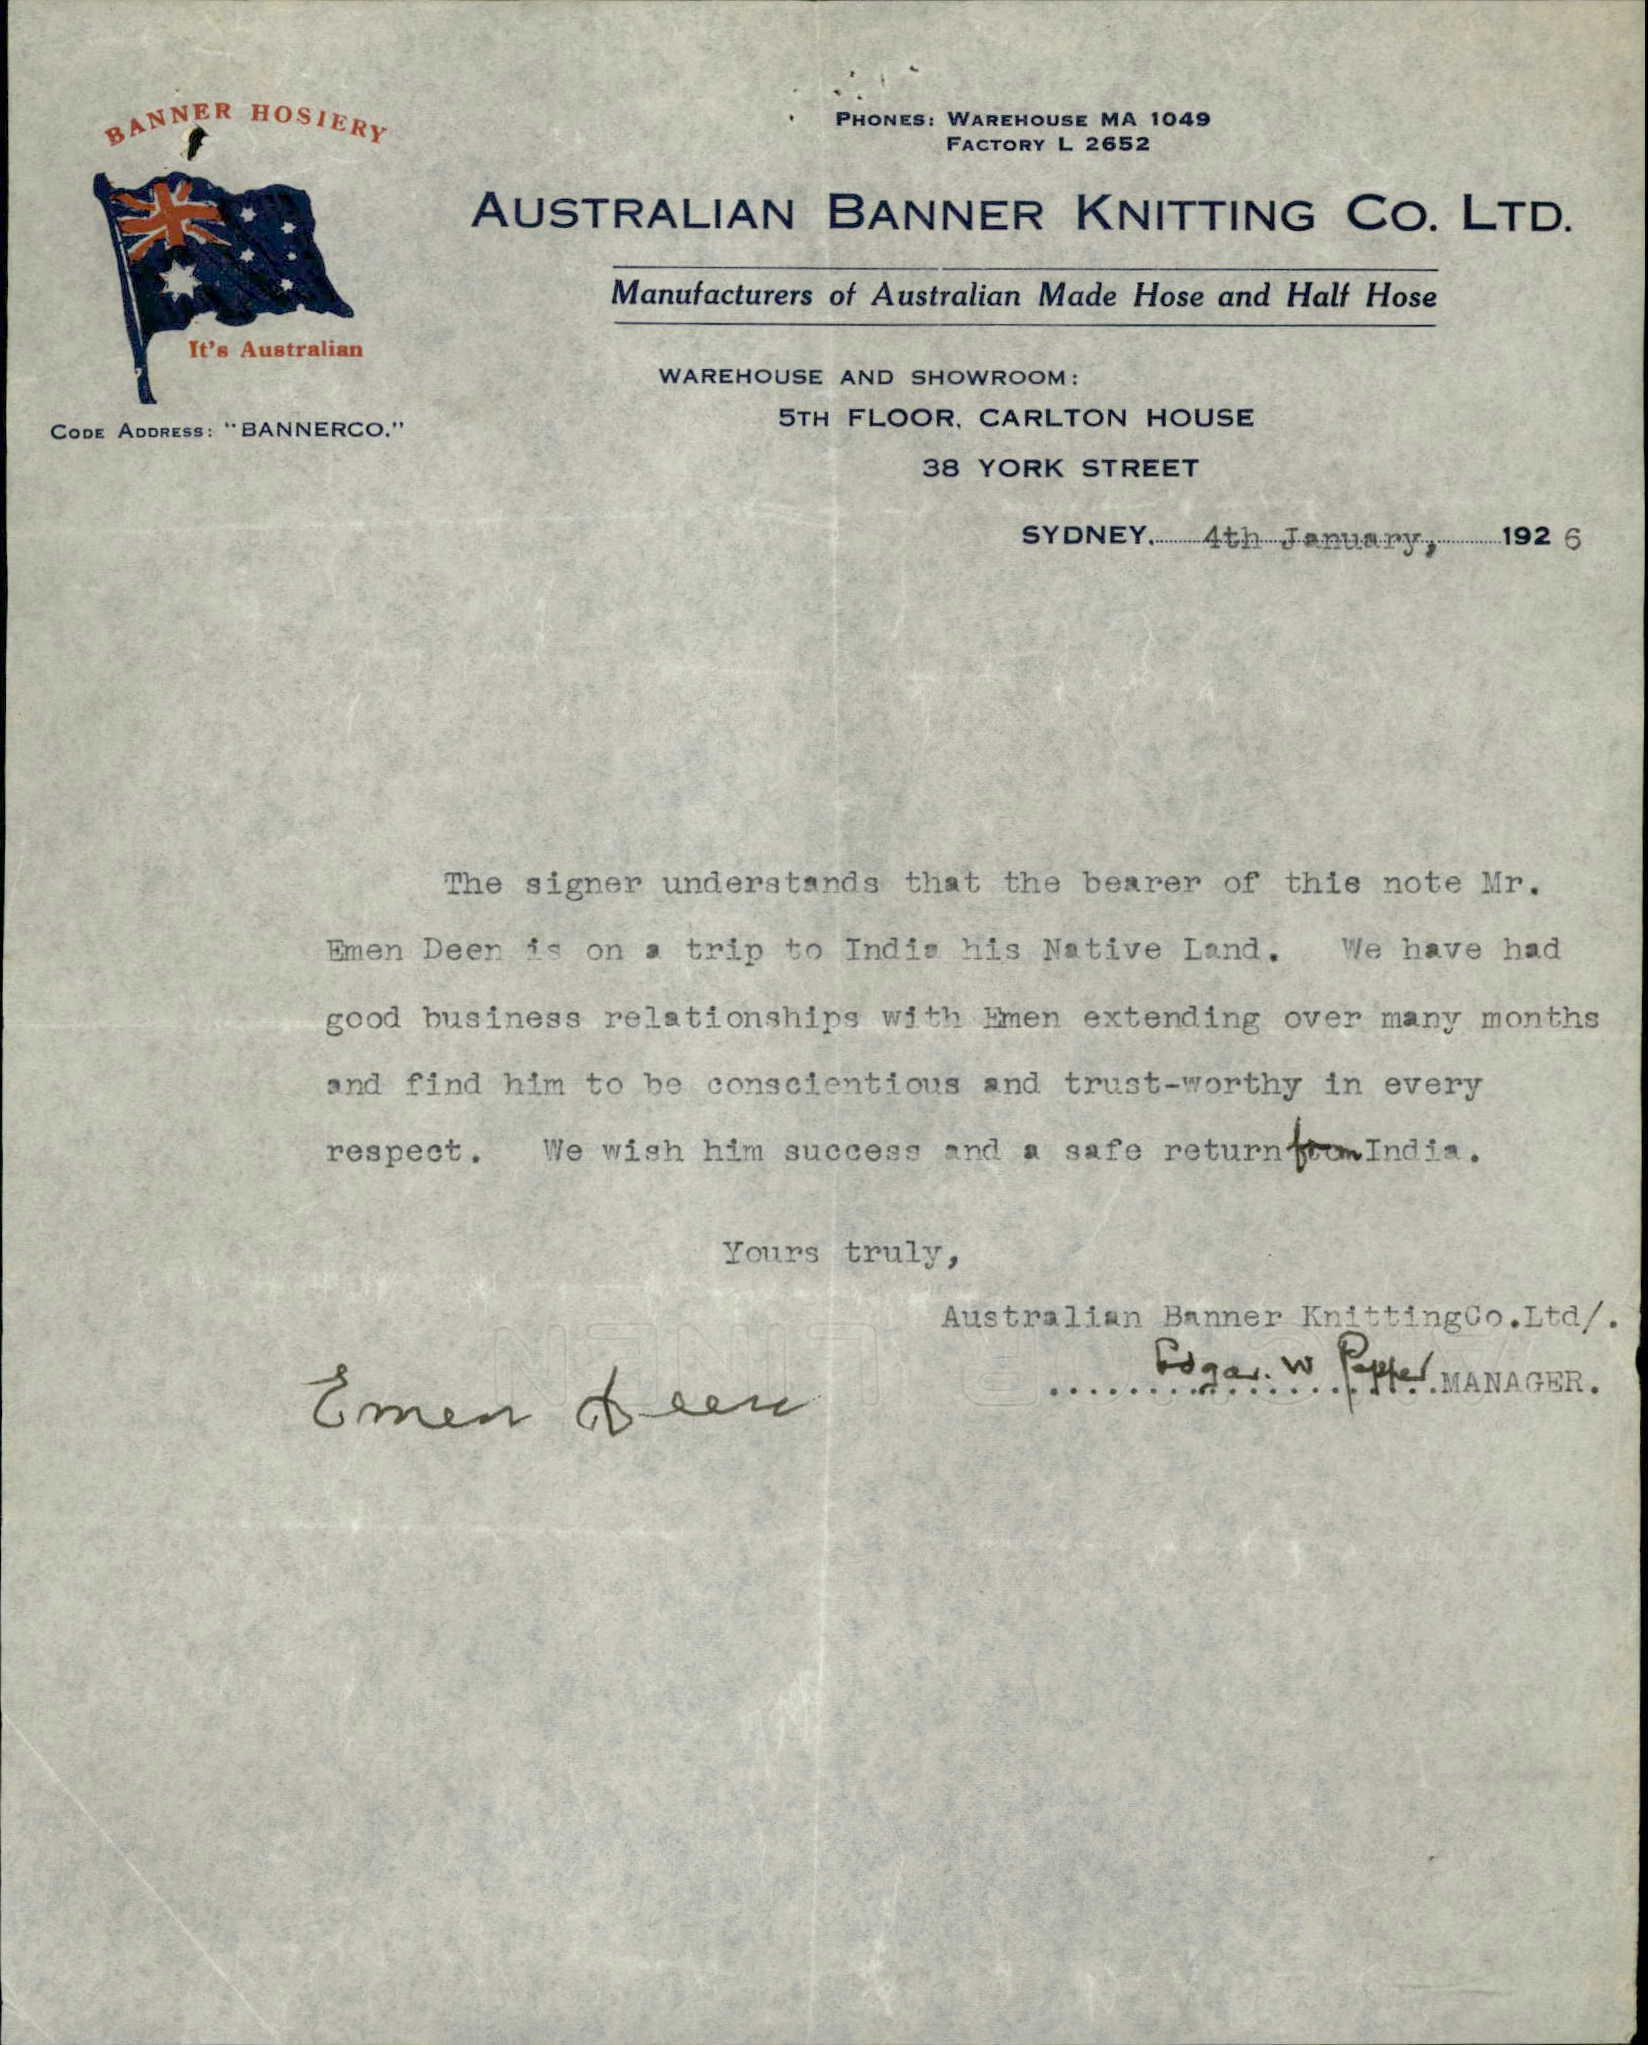 BANNER HOSIERY
It's Australian
CODE ADDRESS: "BANNERCO."
PHONES: WAREHOUSE MA 1049
FACTORY L 2652
AUSTRALIAN BANNER KNITTING CO. LTD.
Manufacturers of Australian Made Hose and Half Hose
WAREHOUSE AND SHOWROOM:
5TH FLOOR, CARLTON HOUSE
38 YORK STREET
SYDNEY, 4th January, 1926
The signer understands that the bearer of this note Mr.
Emen Deen is on a trip to India his Native Land. We have had
good business relationships with Emen extending over many months
and find him to be conscientious and trust-worthy in every
respect. We wish him success and a safe return from India.
Yours truly,
Australian Banner KnittingCo.Ltd/.
Edgar. W Pepper MANAGER.
Emen Deen